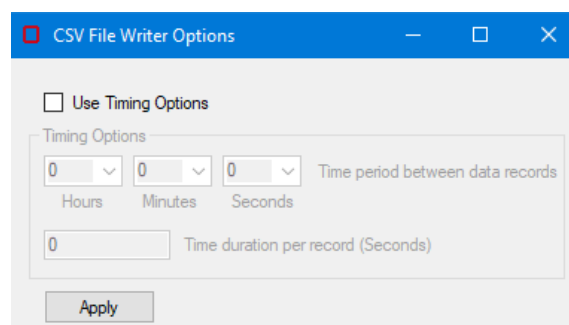 CSV File Writer Options
Use Timing Options
Timing Options
0 0 0 Time period between data records
Hours Minutes Seconds
0 Time duration per record (Seconds)
Apply